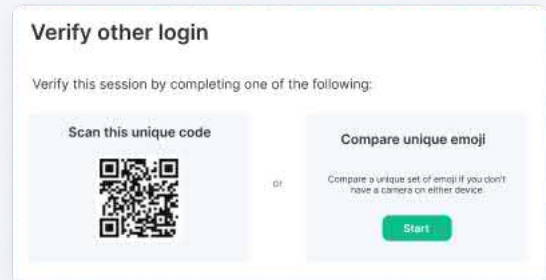 Verify other login
Verify this session by completing one of the following:
Scan this unique code
or
Compare unique emoji
Compare a unique set of emoji if you don't
have a camera on either device
Start